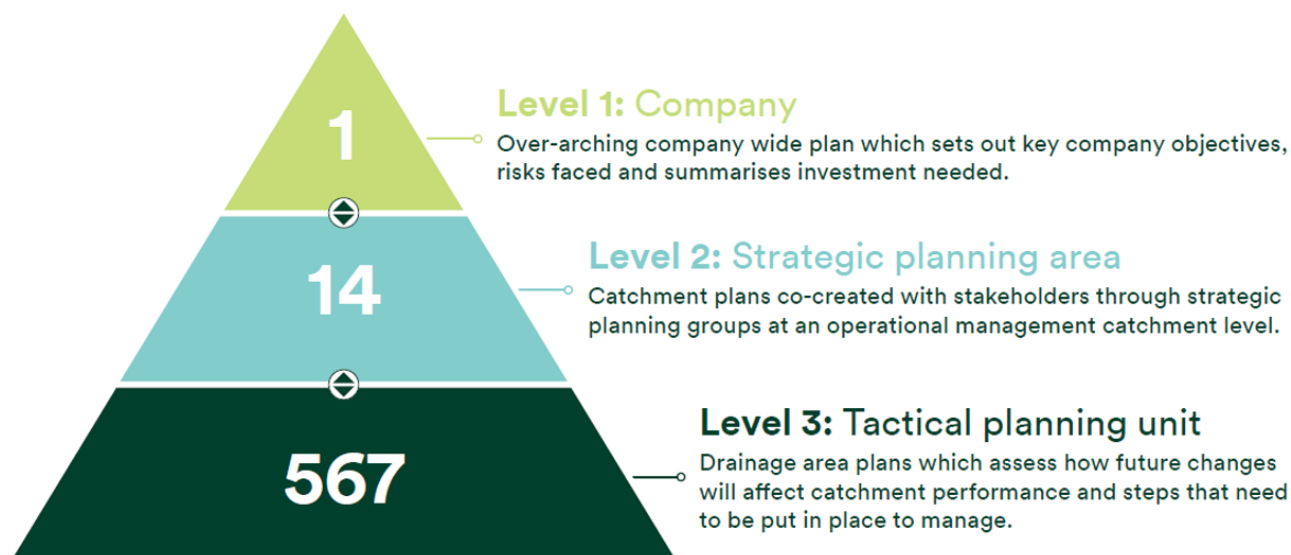 1
Level 1: Company
Over-arching company wide plan which sets out key company objectives,
risks faced and summarises investment needed.
14
Level 2: Strategic planning area
Catchment plans co-created with stakeholders through strategic
planning groups at an operational management catchment level.
567
Level 3: Tactical planning unit
Drainage area plans which assess how future changes
will affect catchment performance and steps that need
to be put in place to manage.